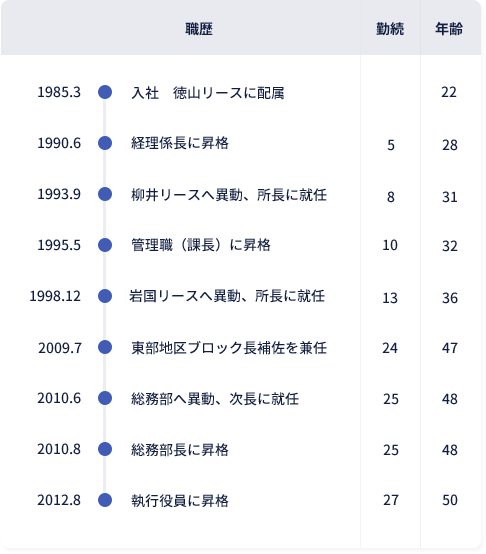 職歴 勤続 年齢
1985.3 入社　徳山リースに配属 22
1990.6 経理係長に昇格 5 28
1993.9 柳井リースへ異動、所長に就任 8 31
1995.5 管理職（課長）に昇格 10 32
1998.12 岩国リースへ異動、所長に就任 13 36
2009.7 東部地区ブロック長補佐を兼任 24 47
2010.6 総務部へ異動、次長に就任 25 48
2010.8 総務部長に昇格 25 48
2012.8 執行役員に昇格 27 50